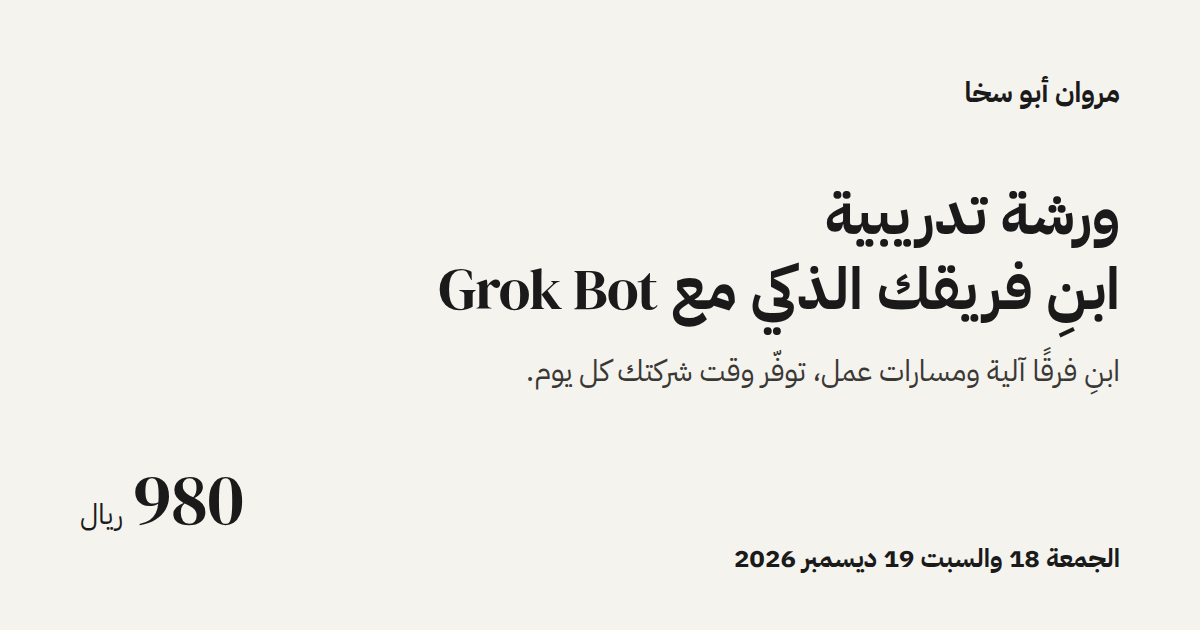 مروان أبو سخا
ورشة تدريبية
ابنِ فريقك الذكي مع Grok Bot
ابنِ فرقًا آلية ومسارات عمل، توفّر وقت شركتك كل يوم.
980 ريال
الجمعة 18 والسبت 19 ديسمبر 2026